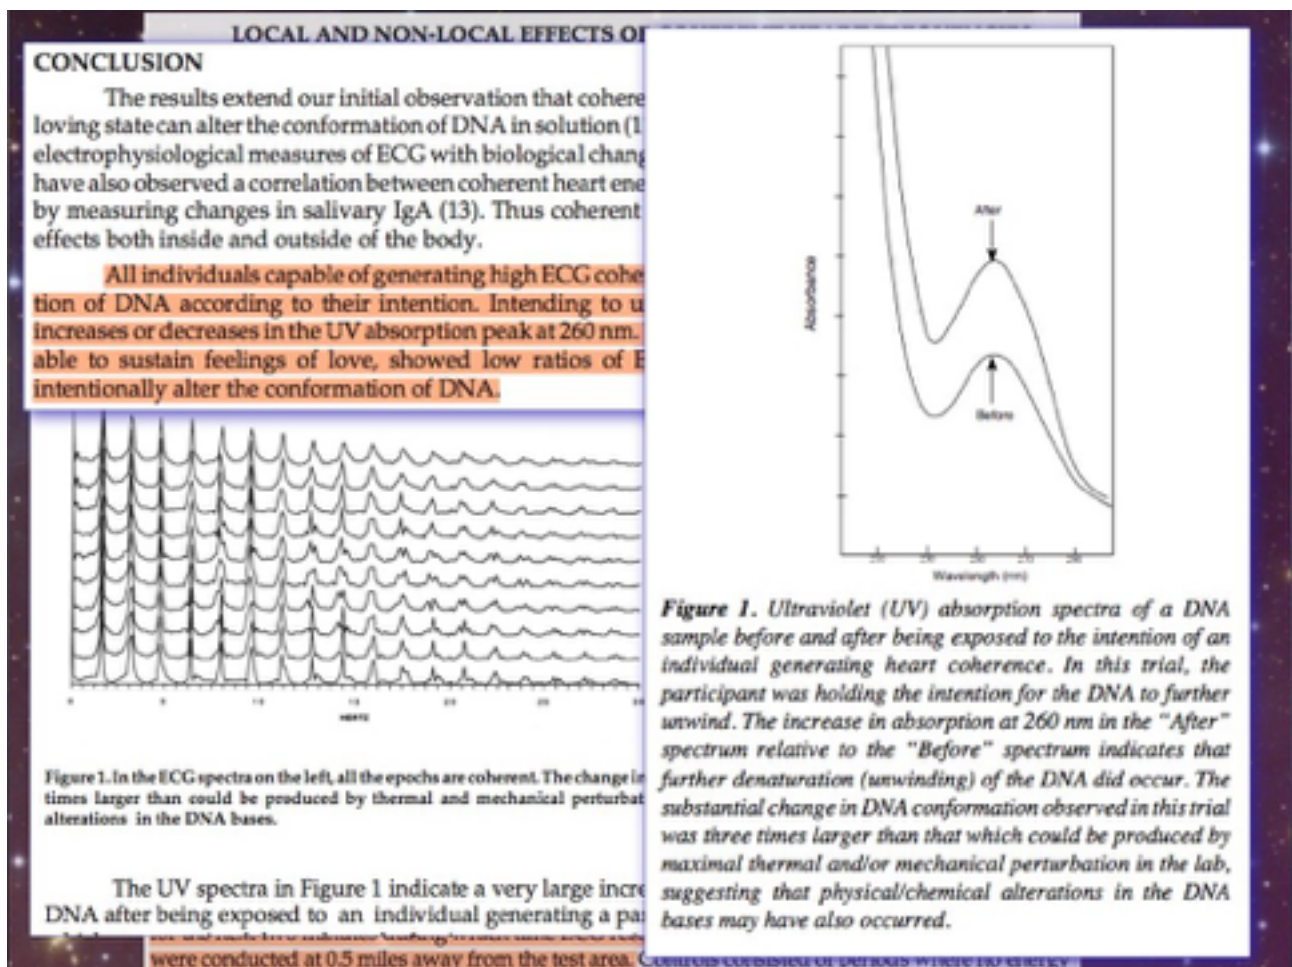 LOCAL AND NON-LOCAL EFFECTS OF
CONCLUSION
The results extend our initial observation that cohere
loving state can alter the conformation of DNA in solution (1
electrophysiological measures of ECG with biological chang
have also observed a correlation between coherent heart ene
by measuring changes in salivary IgA (13). Thus coherent
effects both inside and outside of the body.
All individuals capable of generating high ECG cohe
tion of DNA according to their intention. Intending to u
increases or decreases in the UV absorption peak at 260 nm.
able to sustain feelings of love, showed low ratios of E
intentionally alter the conformation of DNA.
HERTZ
Figure 1. In the ECG spectra on the left, all the epochs are coherent. The change in
times larger than could be produced by thermal and mechanical perturbat
alterations in the DNA bases.
The UV spectra in Figure 1 indicate a very large incre
DNA after being exposed to an individual generating a pa
were conducted at 0.5 miles away from the test area.
After
Absorbance
Before
Wavelength (nm)
Figure 1. Ultraviolet (UV) absorption spectra of a DNA
sample before and after being exposed to the intention of an
individual generating heart coherence. In this trial, the
participant was holding the intention for the DNA to further
unwind. The increase in absorption at 260 nm in the "After"
spectrum relative to the "Before" spectrum indicates that
further denaturation (unwinding) of the DNA did occur. The
substantial change in DNA conformation observed in this trial
was three times larger than that which could be produced by
maximal thermal and/or mechanical perturbation in the lab,
suggesting that physical/chemical alterations in the DNA
bases may have also occurred.